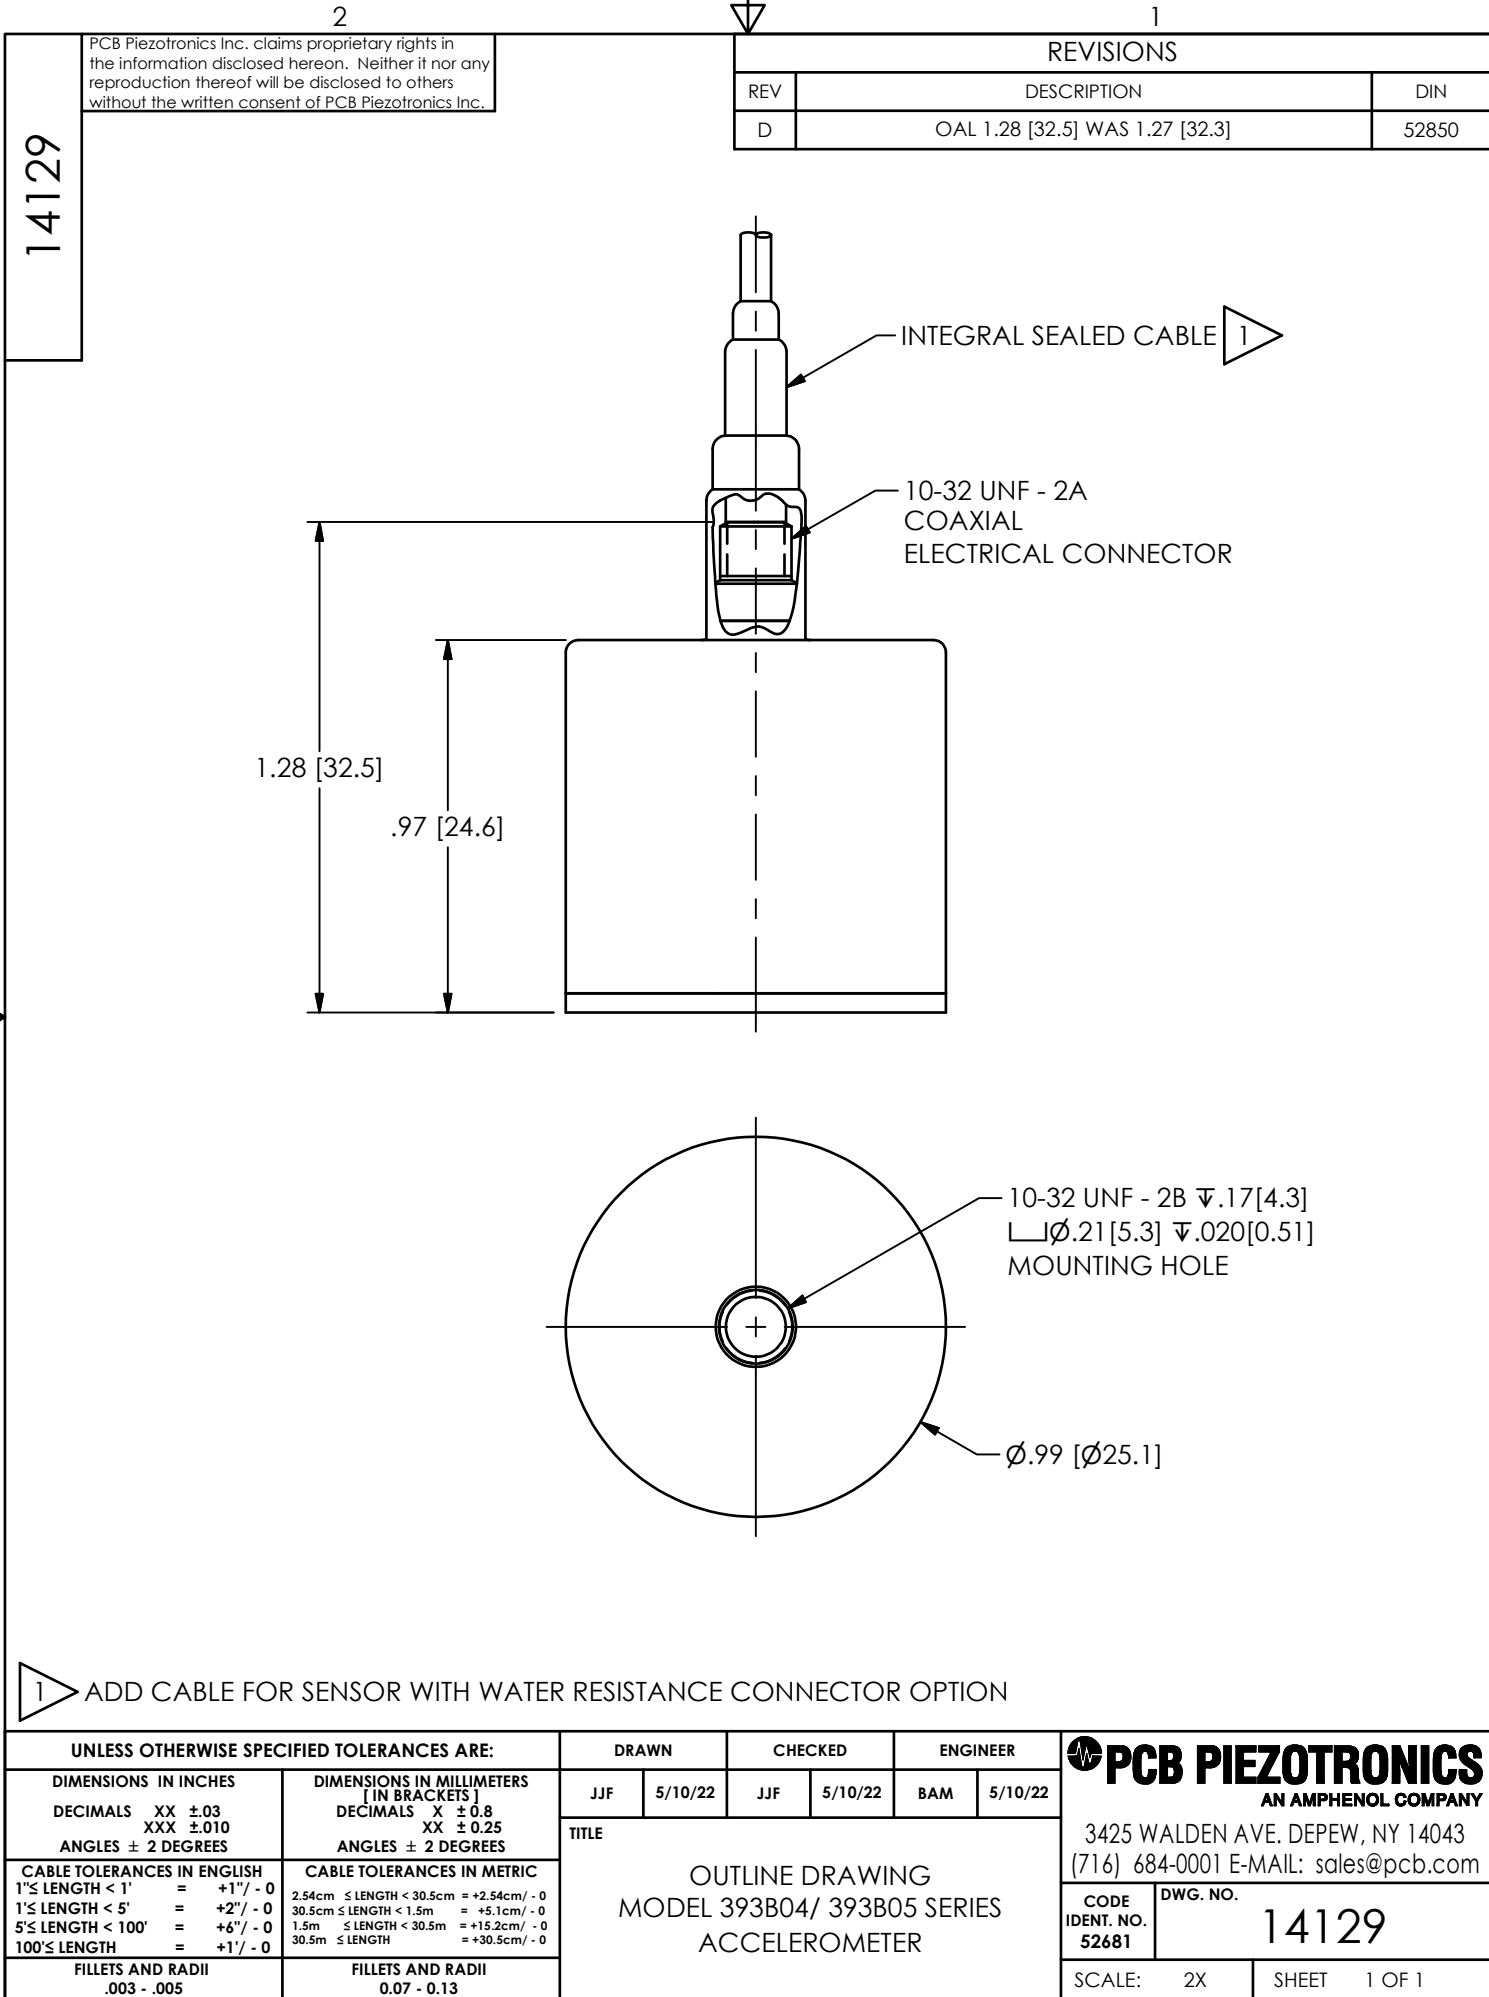 2
1
PCB Piezotronics Inc. claims proprietary rights in
the information disclosed hereon. Neither it nor any
reproduction thereof will be disclosed to others
without the written consent of PCB Piezotronics Inc.
REVISIONS
REV DESCRIPTION DIN
D OAL 1.28 [32.5] WAS 1.27 [32.3] 52850
14129
INTEGRAL SEALED CABLE 1
10-32 UNF - 2A
COAXIAL
ELECTRICAL CONNECTOR
1.28 [32.5]
.97 [24.6]
10-32 UNF - 2B ↧.17[4.3]
⌴Ø.21[5.3] ↧.020[0.51]
MOUNTING HOLE
Ø.99 [Ø25.1]
1 ADD CABLE FOR SENSOR WITH WATER RESISTANCE CONNECTOR OPTION
UNLESS OTHERWISE SPECIFIED TOLERANCES ARE:
DIMENSIONS IN INCHES
DECIMALS XX ±.03
XXX ±.010
ANGLES ± 2 DEGREES
DIMENSIONS IN MILLIMETERS
[ IN BRACKETS ]
DECIMALS X ± 0.8
XX ± 0.25
ANGLES ± 2 DEGREES
CABLE TOLERANCES IN ENGLISH
1"≤ LENGTH < 1' = +1"/ - 0
1'≤ LENGTH < 5' = +2"/ - 0
5'≤ LENGTH < 100' = +6"/ - 0
100'≤ LENGTH = +1'/ - 0
CABLE TOLERANCES IN METRIC
2.54cm ≤ LENGTH < 30.5cm = +2.54cm/ - 0
30.5cm ≤ LENGTH < 1.5m = +5.1cm/ - 0
1.5m ≤ LENGTH < 30.5m = +15.2cm/ - 0
30.5m ≤ LENGTH = +30.5cm/ - 0
FILLETS AND RADII
.003 - .005
FILLETS AND RADII
0.07 - 0.13
DRAWN CHECKED ENGINEER
JJF 5/10/22 JJF 5/10/22 BAM 5/10/22
TITLE
OUTLINE DRAWING
MODEL 393B04/ 393B05 SERIES
ACCELEROMETER
PCB PIEZOTRONICS
AN AMPHENOL COMPANY
3425 WALDEN AVE. DEPEW, NY 14043
(716) 684-0001 E-MAIL: sales@pcb.com
CODE
IDENT. NO.
52681
DWG. NO.
14129
SCALE: 2X SHEET 1 OF 1